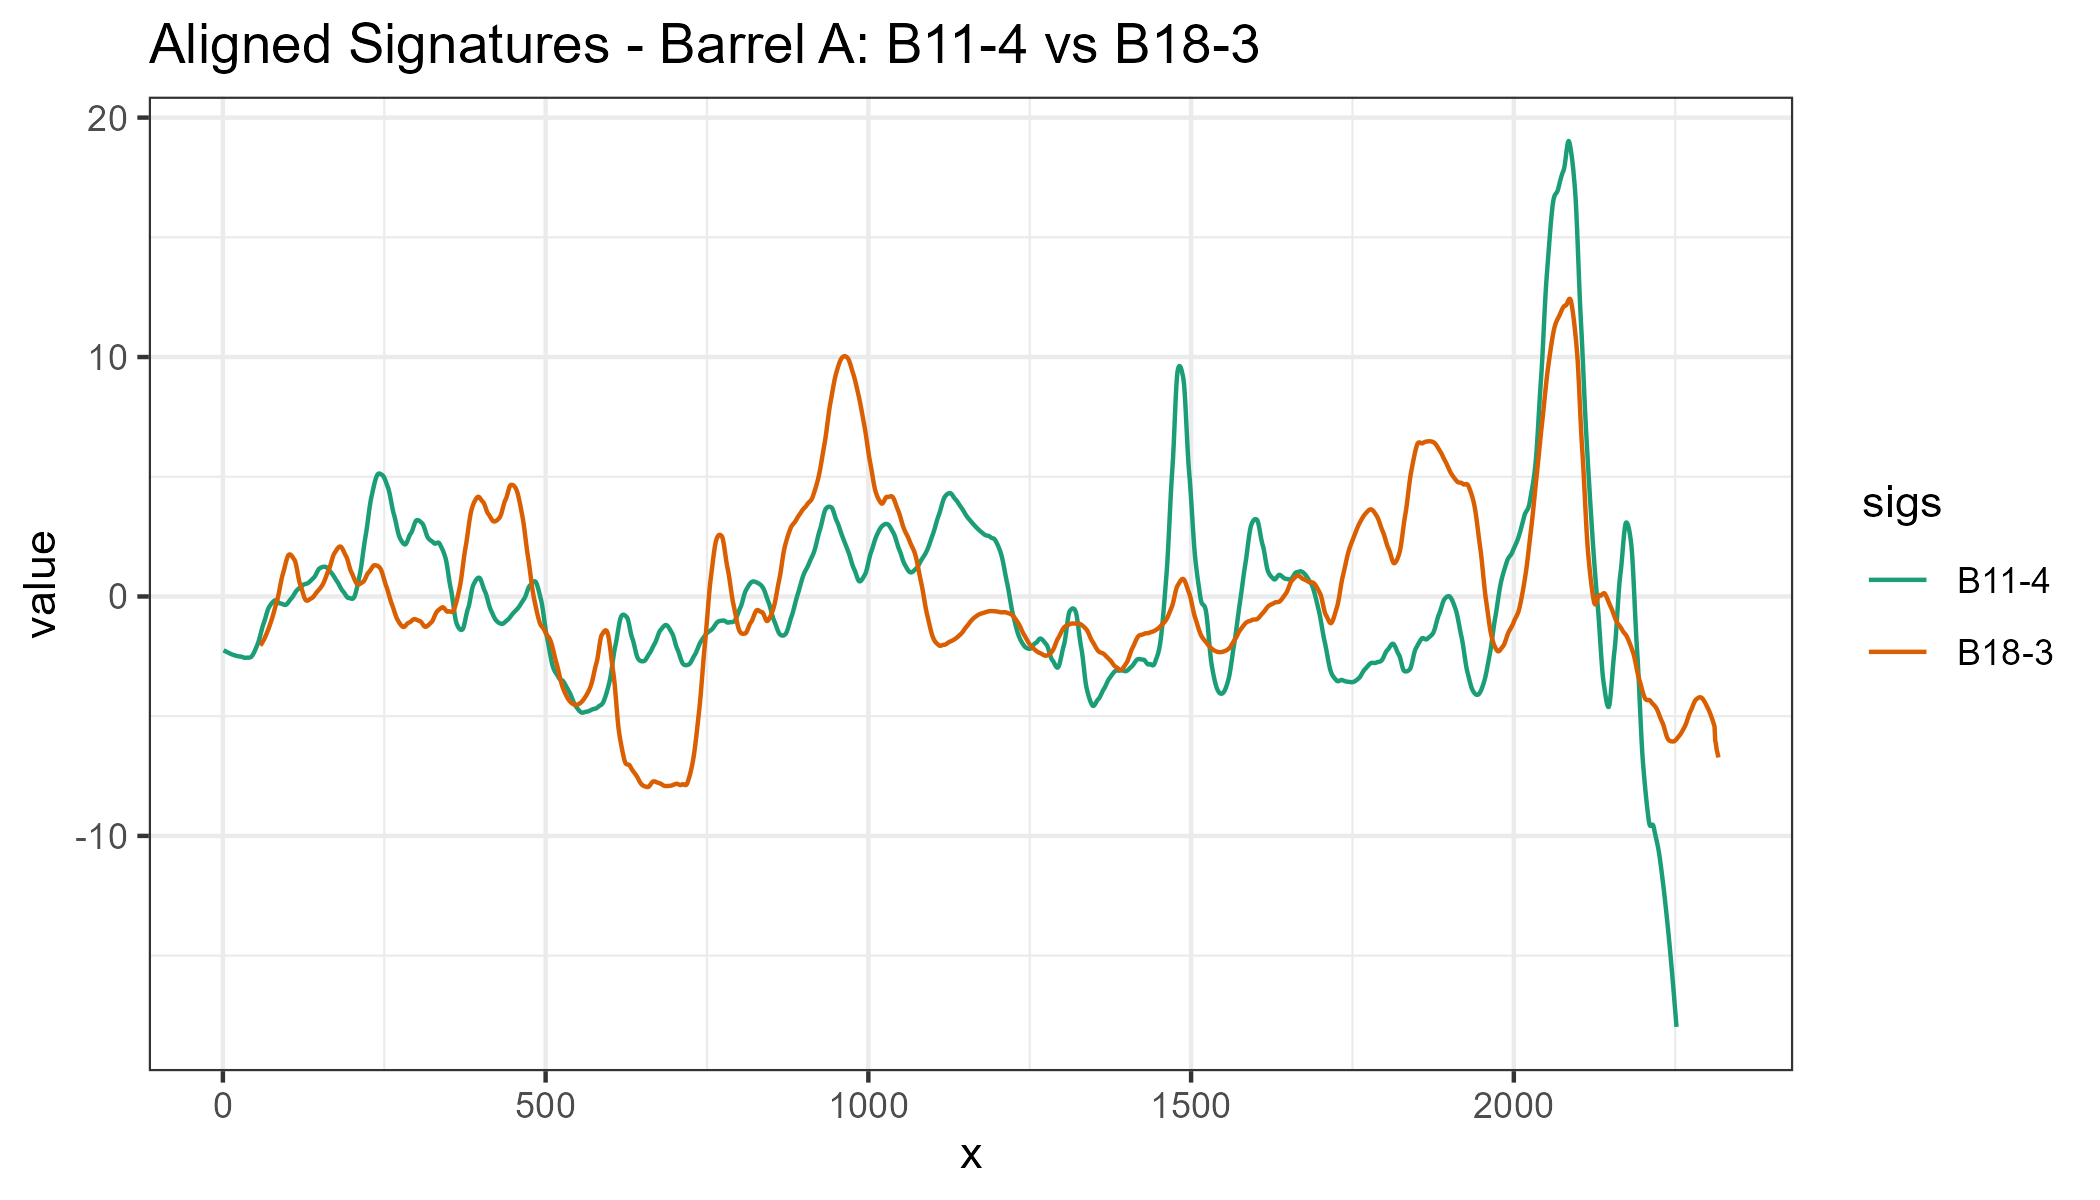 Aligned Signatures - Barrel A: B11-4 vs B18-3
20
10
0
-10
value
0 500 1000 1500 2000
x
sigs
B11-4
B18-3